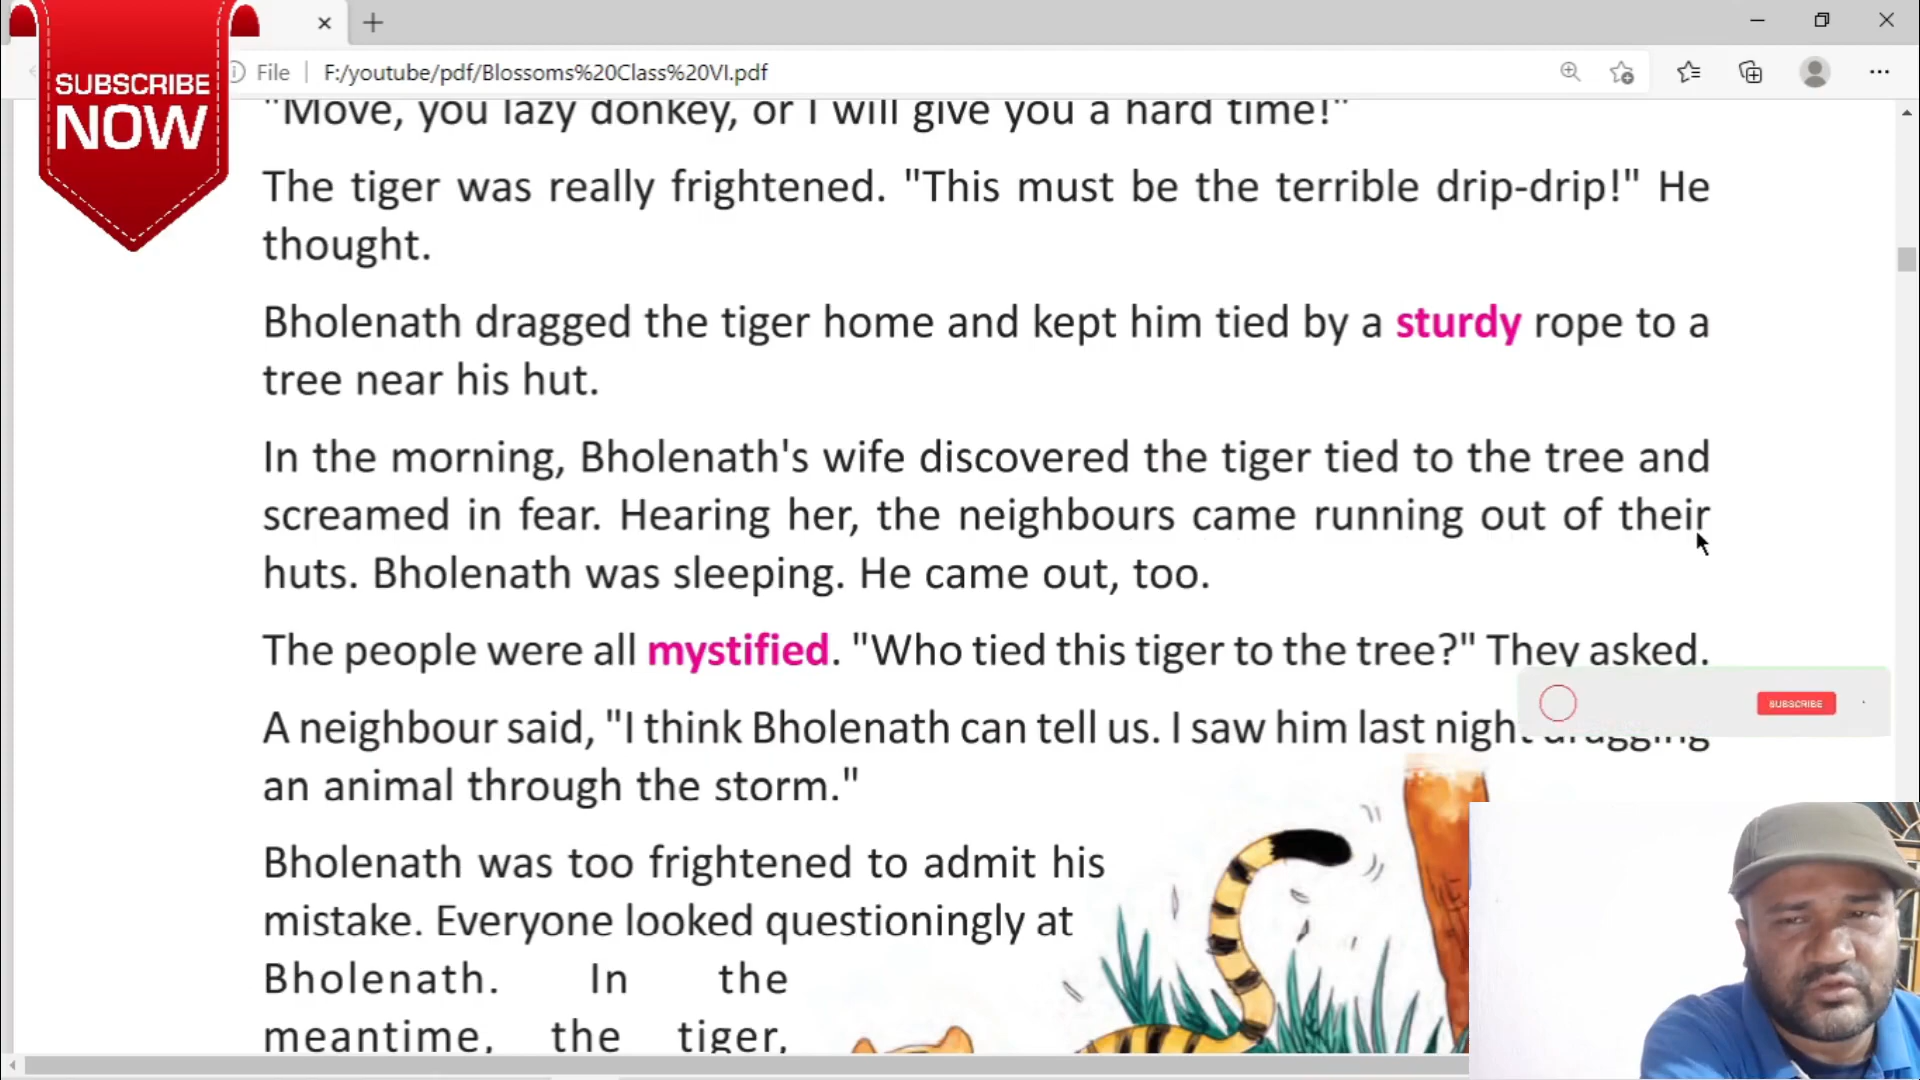 SUBSCRIBE
NOW
File
F:/youtube/pdf/Blossoms%20Class%20VI.pdf
"Move, you lazy donkey, or I will give you a hard time!"
The tiger was really frightened. "This must be the terrible drip-drip!" He
thought.
Bholenath dragged the tiger home and kept him tied by a sturdy rope to a
tree near his hut.
In the morning, Bholenath's wife discovered the tiger tied to the tree and
screamed in fear. Hearing her, the neighbours came running out of their
huts. Bholenath was sleeping. He came out, too.
The people were all mystified. "Who tied this tiger to the tree?" They asked.
SUBSCRIBE
A neighbour said, "I think Bholenath can tell us. I saw him last night dragging
an animal through the storm."
Bholenath was too frightened to admit his
mistake. Everyone looked questioningly at
Bholenath. In the
meantime, the tiger,